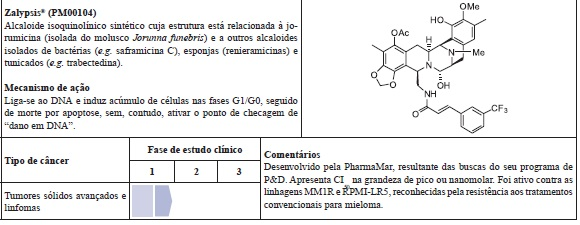 Zalypsis® (PM00104)
Alcaloide isoquinolínico sintético cuja estrutura está relacionada à jo-
rumicina (isolada do molusco Jorunna funebris) e a outros alcaloides
isolados de bactérias (e.g. saframicina C), esponjas (renieramicinas) e
tunicados (e.g. trabectedina).
Mecanismo de ação
Liga-se ao DNA e induz acúmulo de células nas fases G1/G0, seguido
de morte por apoptose, sem, contudo, ativar o ponto de checagem de
“dano em DNA”.
OMe
HO
OAc
H
N
Me
N
O
O
OH
NH
O
CF3
Tipo de câncer
Fase de estudo clínico
1 2 3
Tumores sólidos avançados e
linfomas
Comentários
Desenvolvido pela PharmaMar, resultante das buscas do seu programa de
P&D. Apresenta CI na grandeza de pico ou nanomolar. Foi ativo contra as
linhagens MM1R e RPMI-LR5, reconhecidas pela resistência aos tratamentos
convencionais para mieloma.